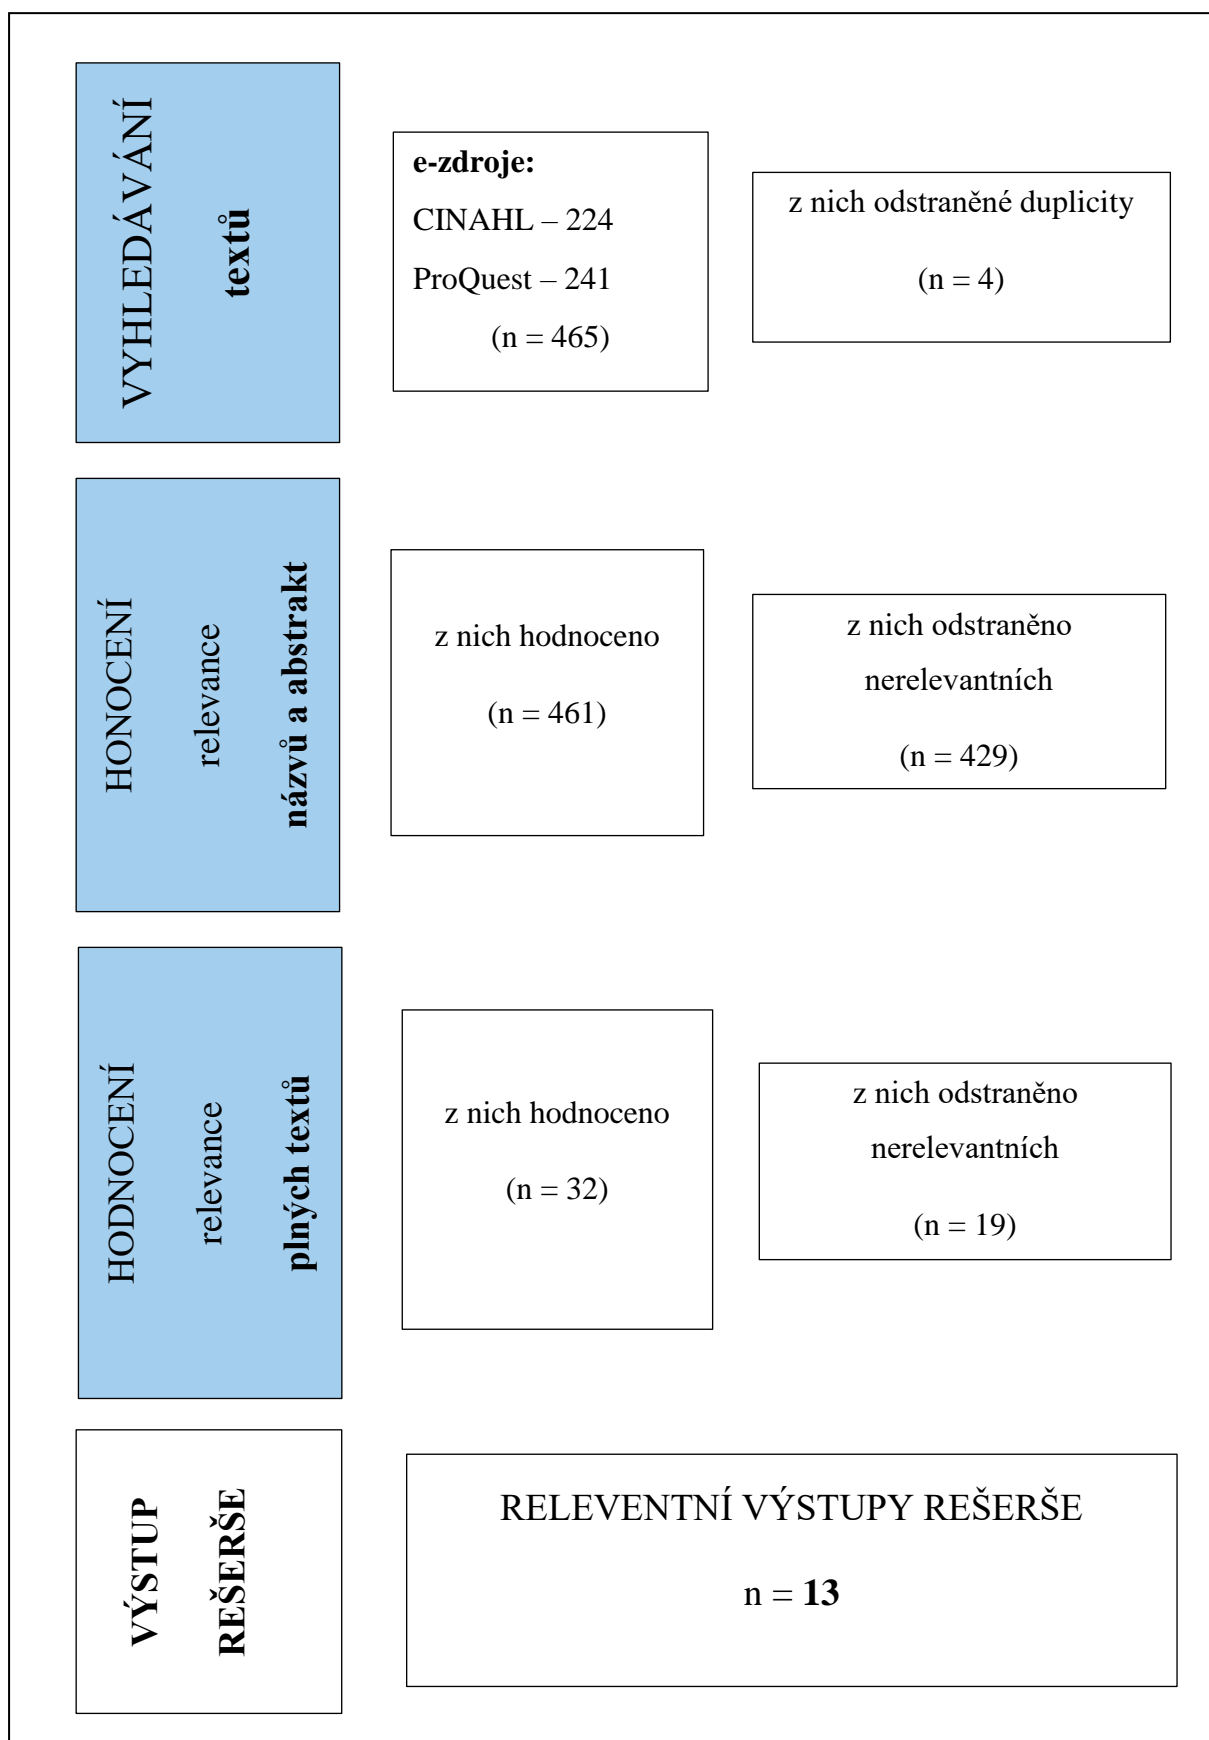 VYHLEDÁVÁNÍ
textů
e-zdroje:
CINAHL – 224
ProQuest – 241
(n = 465)
z nich odstraněné duplicity
(n = 4)
HONOCENÍ
relevance
názvů a abstrakt
z nich hodnoceno
(n = 461)
z nich odstraněno
nerelevantních
(n = 429)
HODNOCENÍ
relevance
plných textů
z nich hodnoceno
(n = 32)
z nich odstraněno
nerelevantních
(n = 19)
VÝSTUP
REŠERŠE
RELEVENTNÍ VÝSTUPY REŠERŠE
n = 13